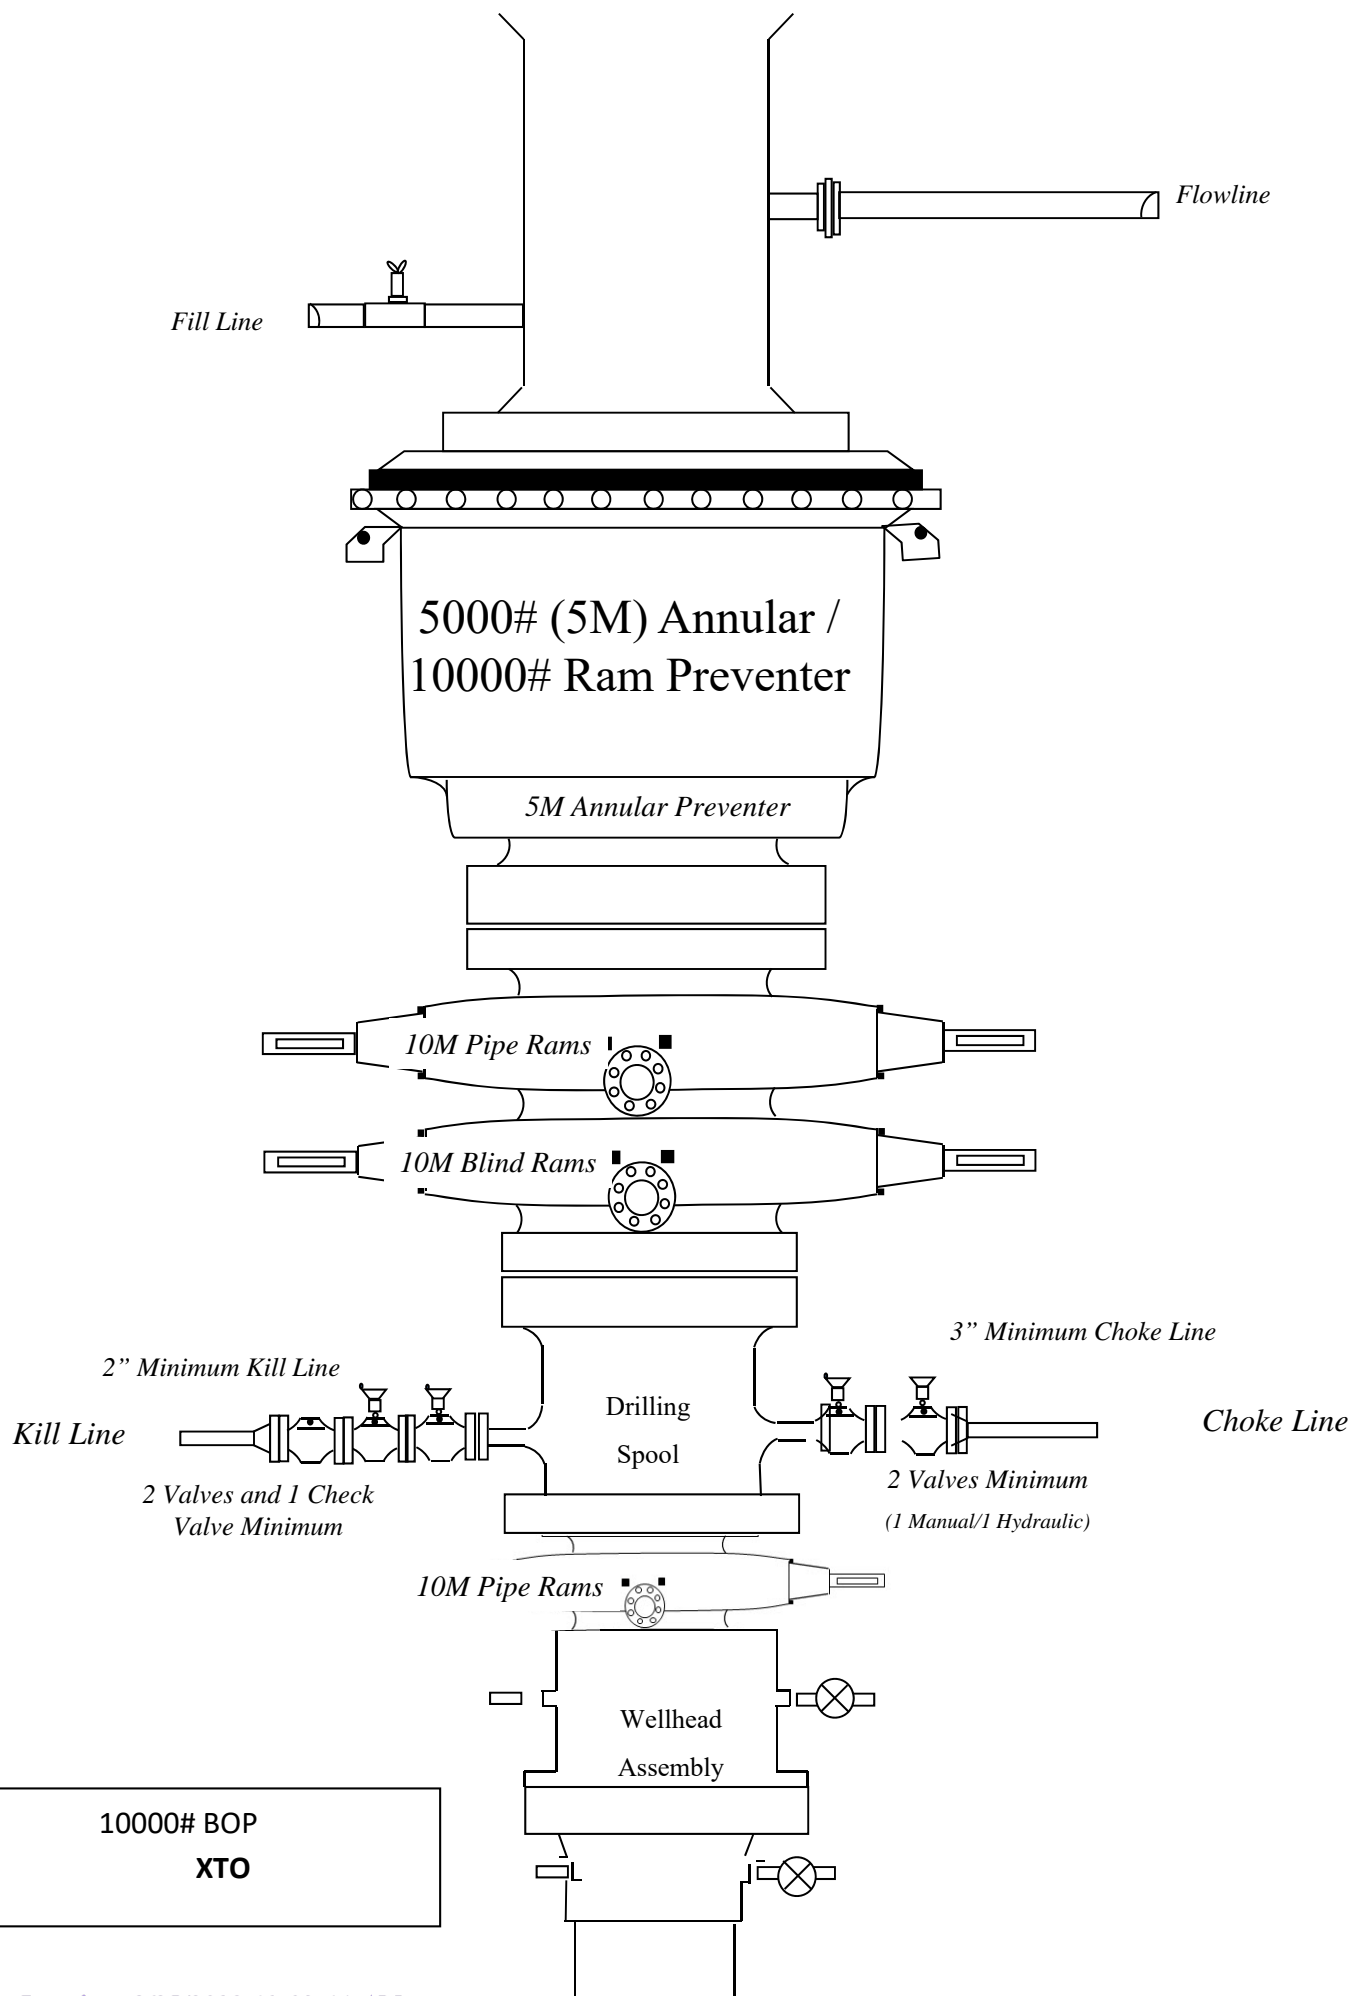 Flowline
Fill Line
5000# (5M) Annular /
10000# Ram Preventer
5M Annular Preventer
10M Pipe Rams
10M Blind Rams
3” Minimum Choke Line
2” Minimum Kill Line
Drilling
Spool
Kill Line
Choke Line
2 Valves and 1 Check
Valve Minimum
2 Valves Minimum
(1 Manual/1 Hydraulic)
10M Pipe Rams
Wellhead
Assembly
10000# BOP
XTO